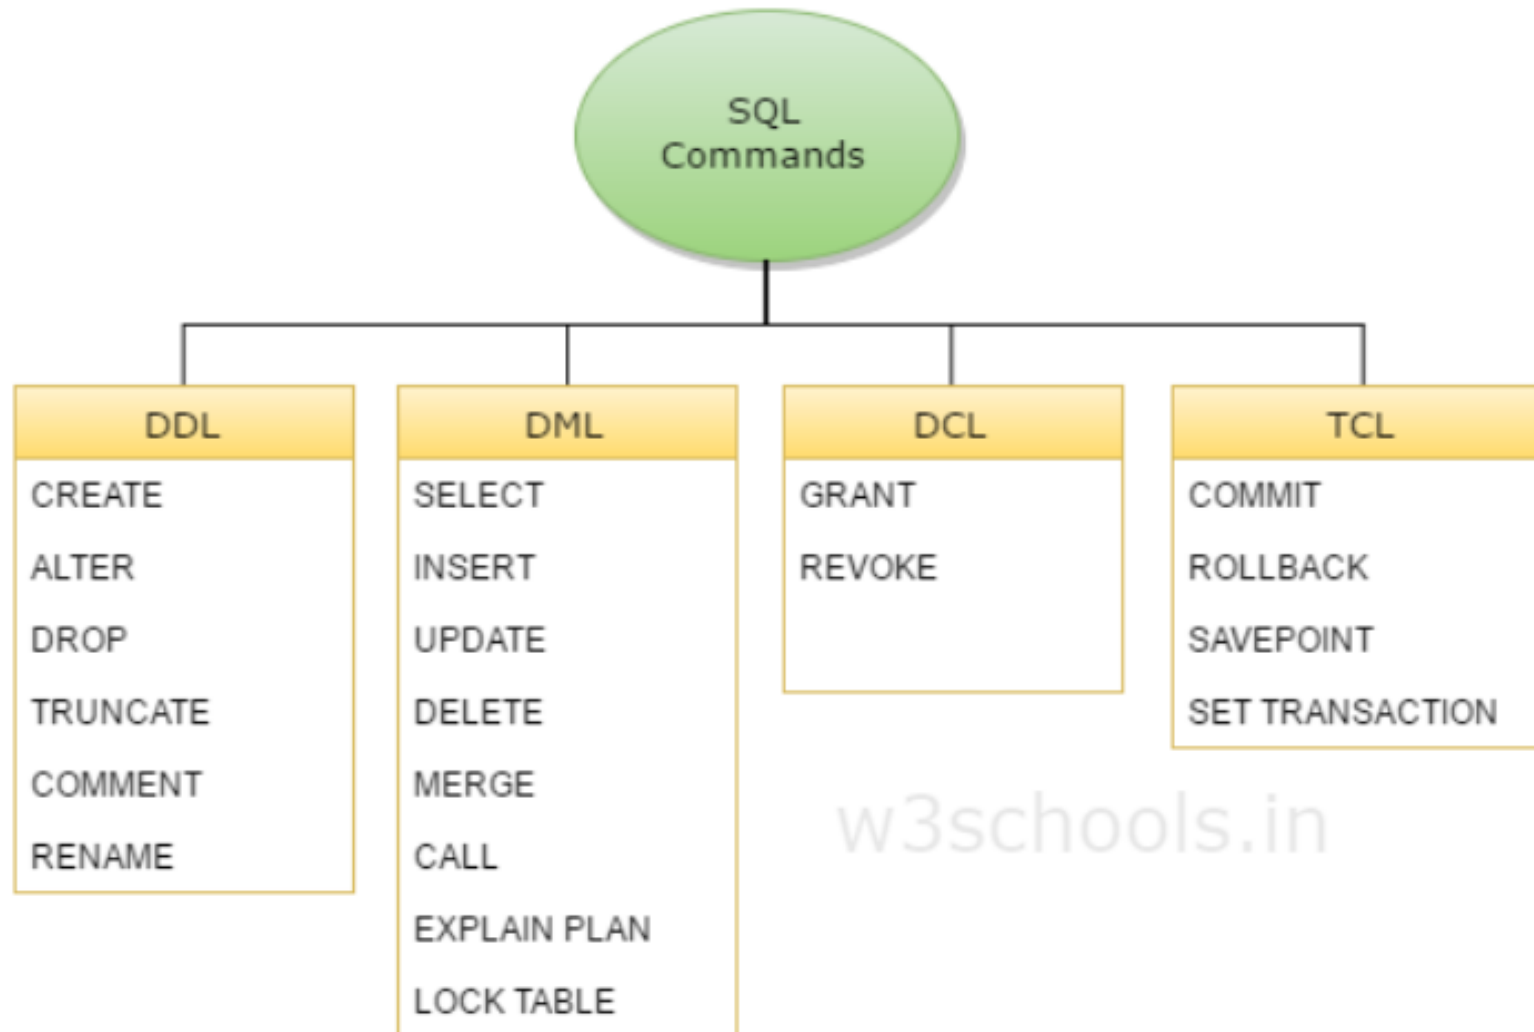 SQL
Commands
DDL
CREATE
ALTER
DROP
TRUNCATE
COMMENT
RENAME
DML
SELECT
INSERT
UPDATE
DELETE
MERGE
CALL
EXPLAIN PLAN
LOCK TABLE
DCL
GRANT
REVOKE
TCL
COMMIT
ROLLBACK
SAVEPOINT
SET TRANSACTION
w3schools.in